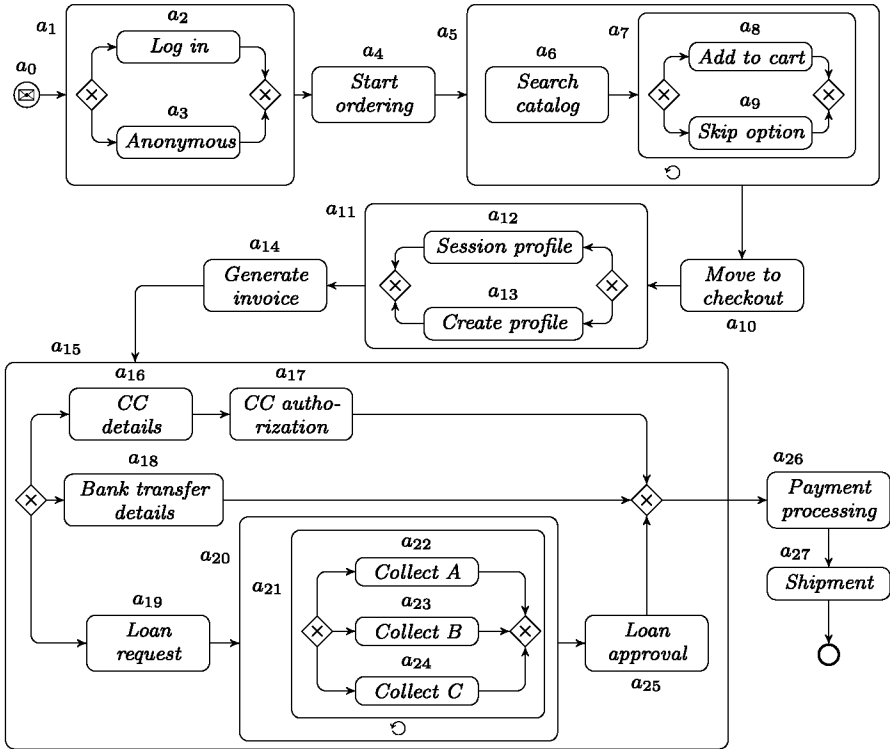 a1
a2
Log in
a0
a3
Anonymous
a4
Start
ordering
a5
a6
Search
catalog
a7
a8
Add to cart
a9
Skip option
a11
a12
Session profile
a13
Create profile
a14
Generate
invoice
Move to
checkout
a10
a15
a16
CC
details
a17
CC autho-
rization
a18
Bank transfer
details
a26
Payment
processing
a27
Shipment
a19
Loan
request
a20
a21
a22
Collect A
a23
Collect B
a24
Collect C
Loan
approval
a25